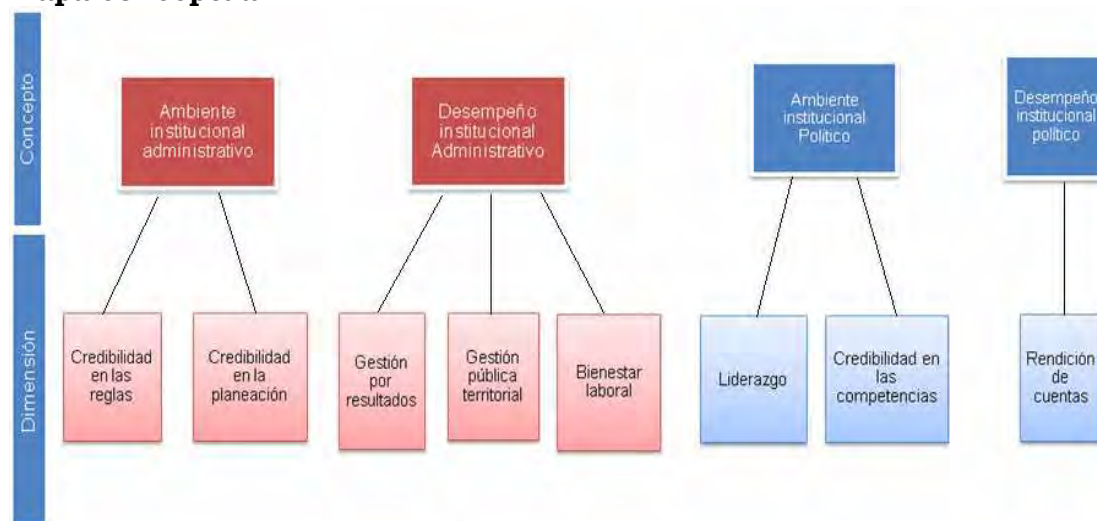 Concepto
Ambiente
institucional
administrativo
Desempeño
institucional
Administrativo
Ambiente
institucional
Político
Desempeño
institucional
político
Dimensión
Credibilidad
en las
reglas
Credibilidad
en la
planeación
Gestión
por
resultados
Gestión
pública
territorial
Bienestar
laboral
Liderazgo
Credibilidad en
las
competencias
Rendición
de
cuentas